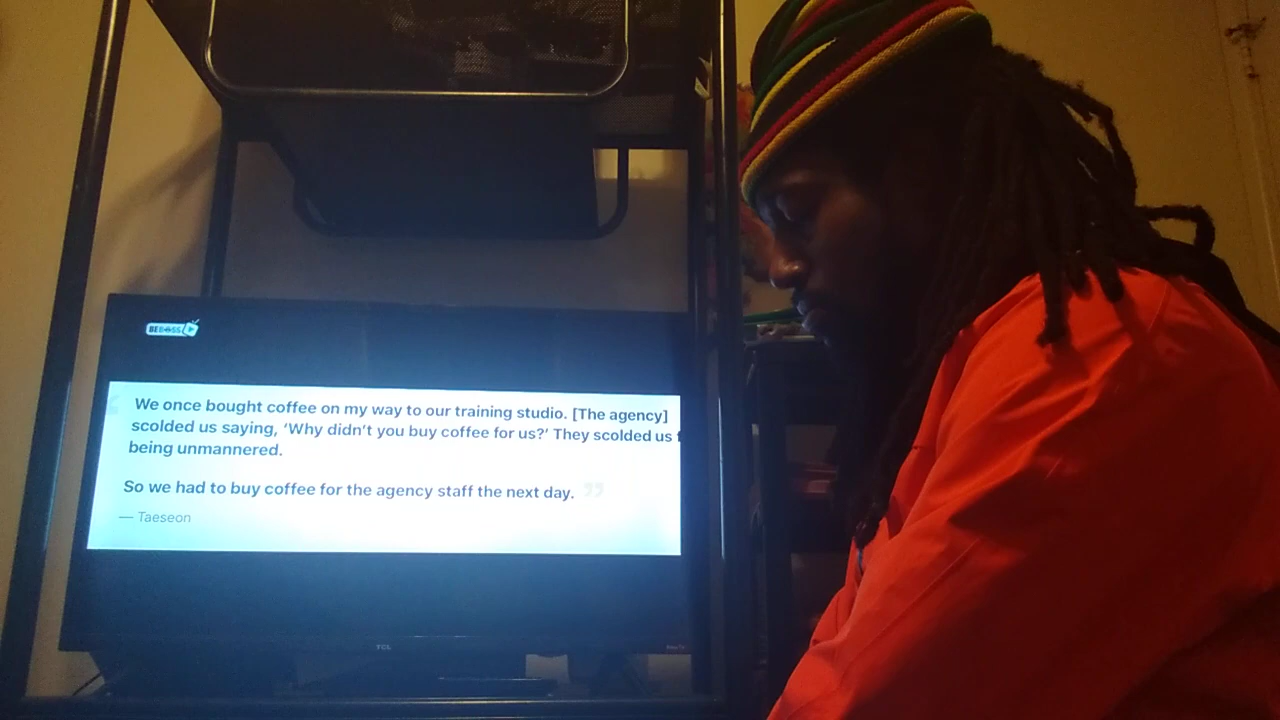 BEBOSS
We once bought coffee on my way to our training studio. [The agency]
scolded us saying, ‘Why didn’t you buy coffee for us?’ They scolded us f
being unmannered.
So we had to buy coffee for the agency staff the next day. ”
— Taeseon
TCL